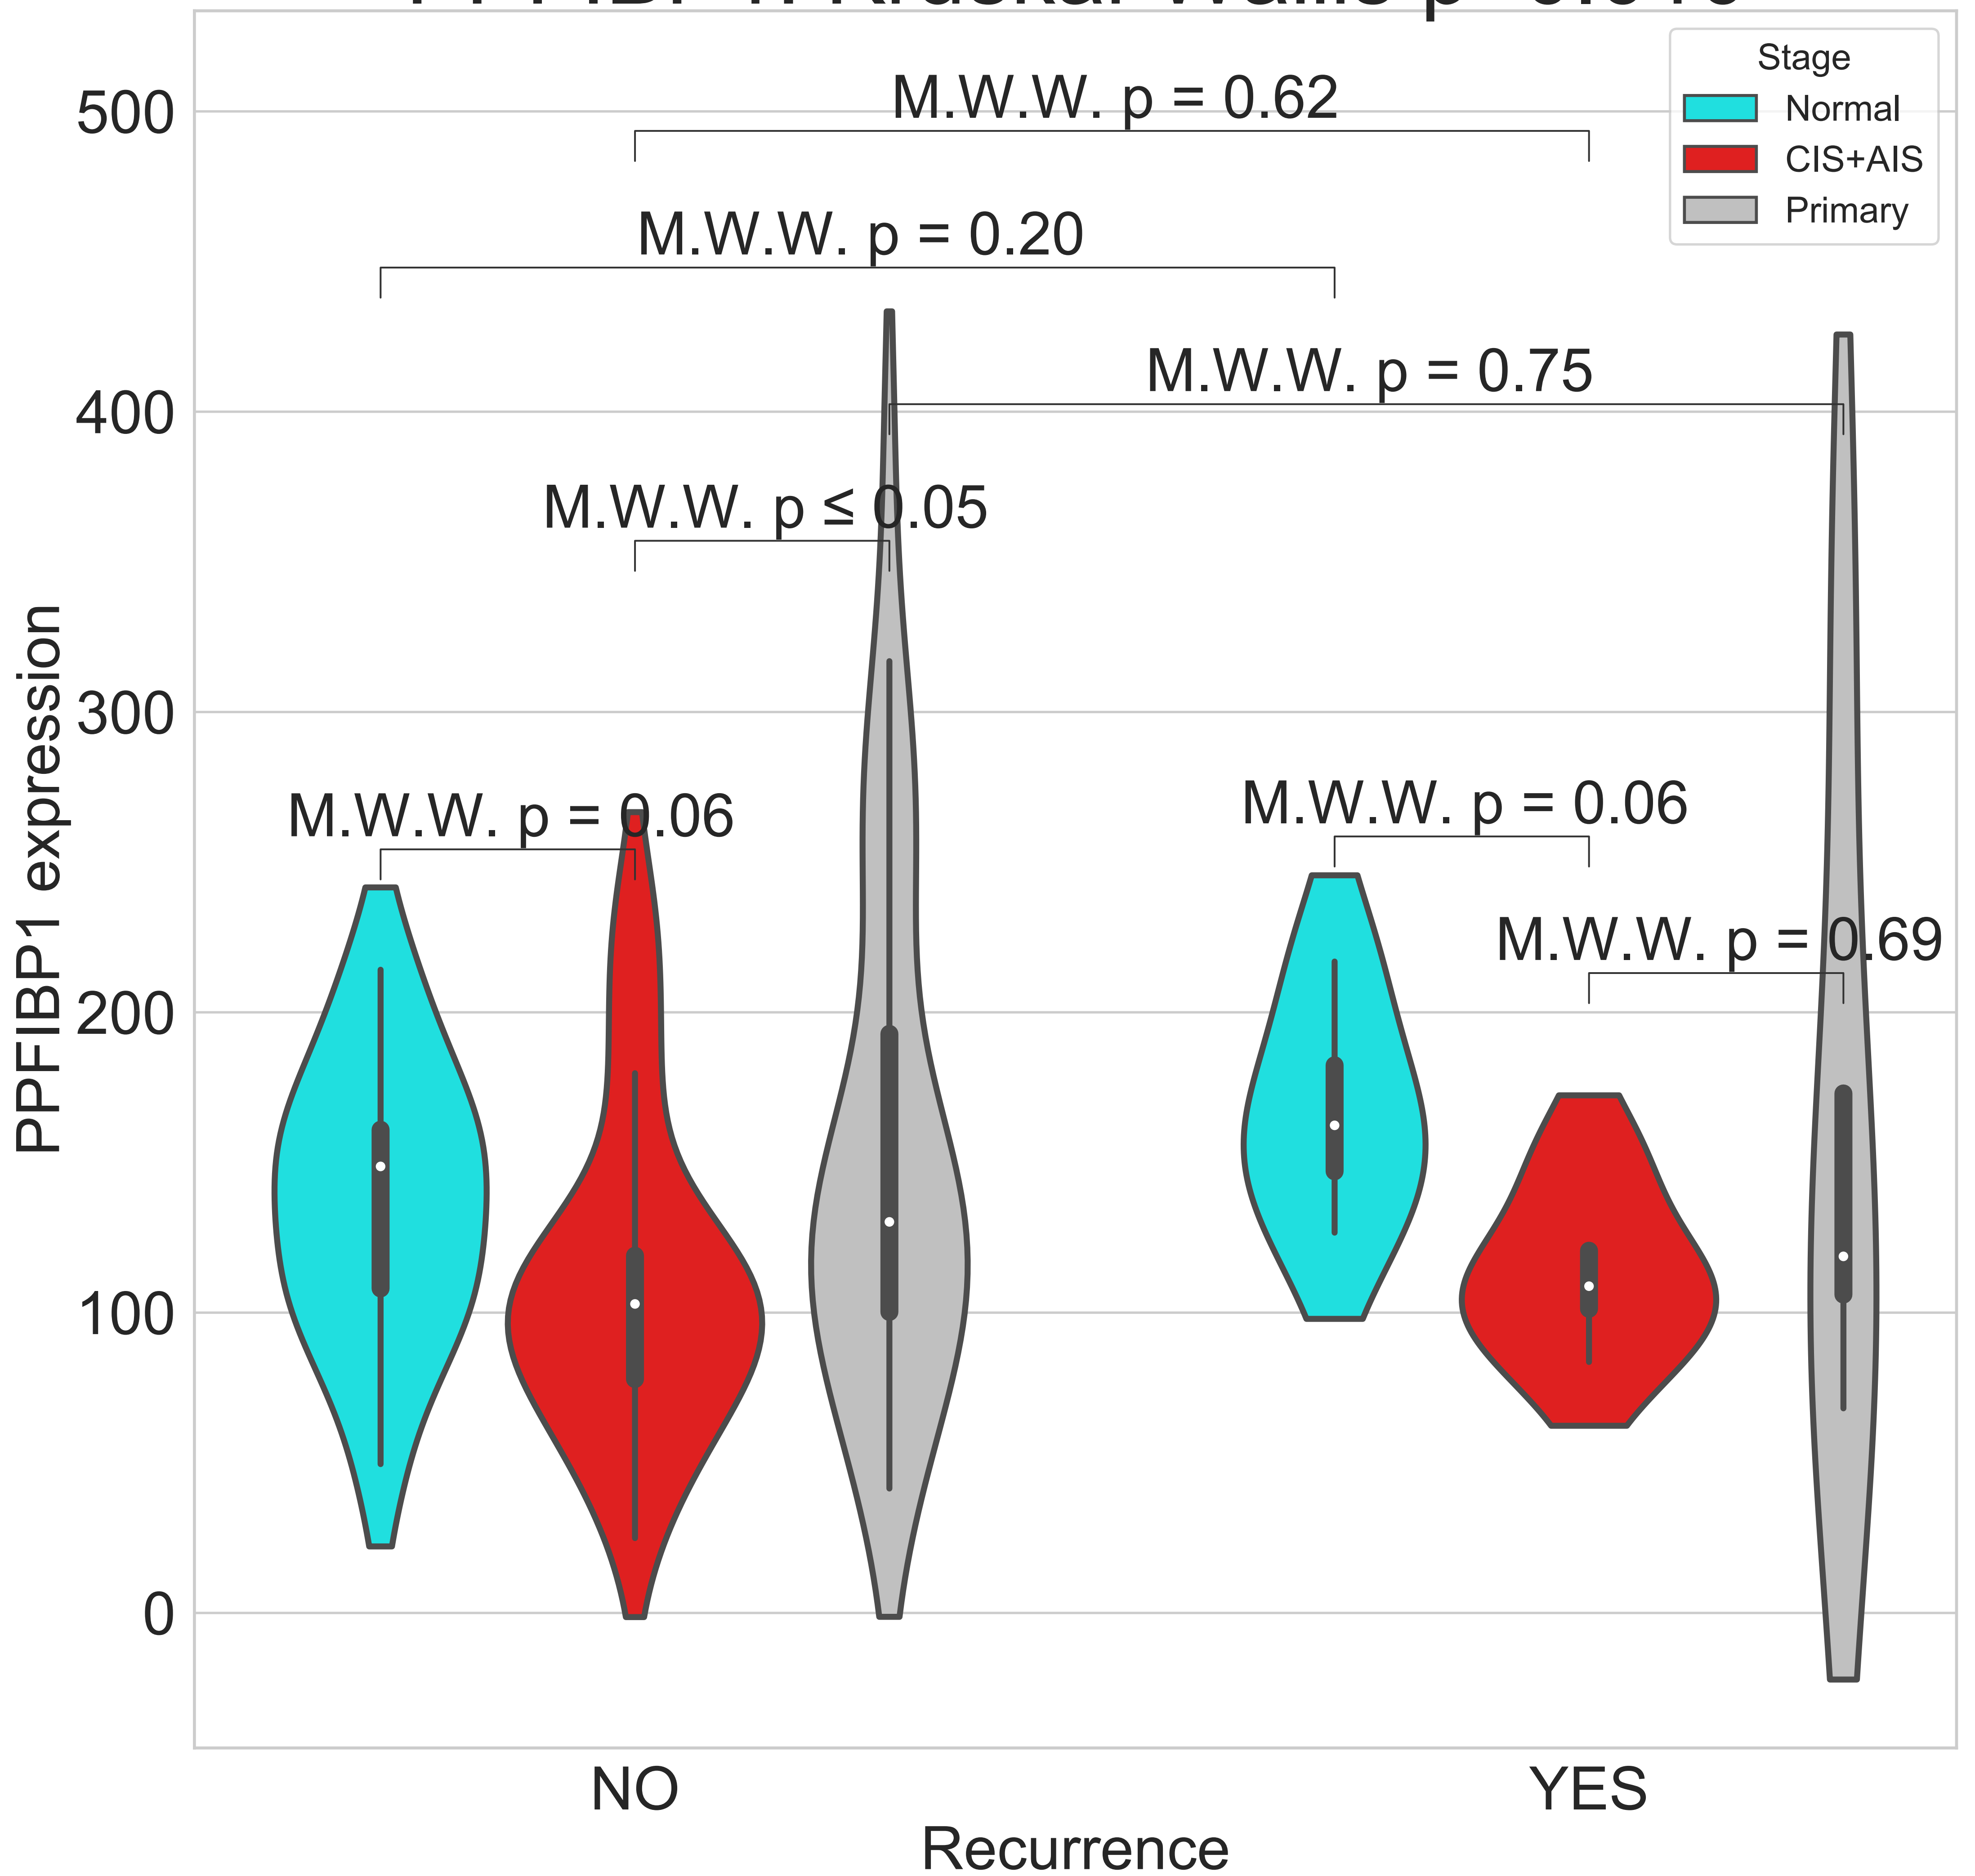 500
400
300
200
100
0
PPFIBP1 expression
M.W.W. p = 0.62
M.W.W. p = 0.20
M.W.W. p = 0.75
M.W.W. p ≤ 0.05
M.W.W. p = 0.06
M.W.W. p = 0.06
M.W.W. p = 0.69
Stage
Normal
CIS+AIS
Primary
NO
YES
Recurrence